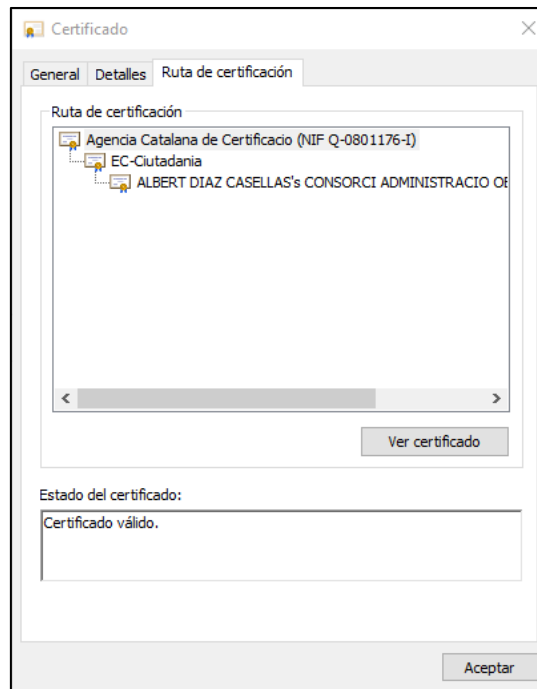 Certificado
General Detalles Ruta de certificación
Ruta de certificación
Agencia Catalana de Certificacio (NIF Q-0801176-I)
EC-Ciutadania
ALBERT DIAZ CASELLAS's CONSORCI ADMINISTRACIO
Ver certificado
Estado del certificado:
Certificado válido.
Aceptar